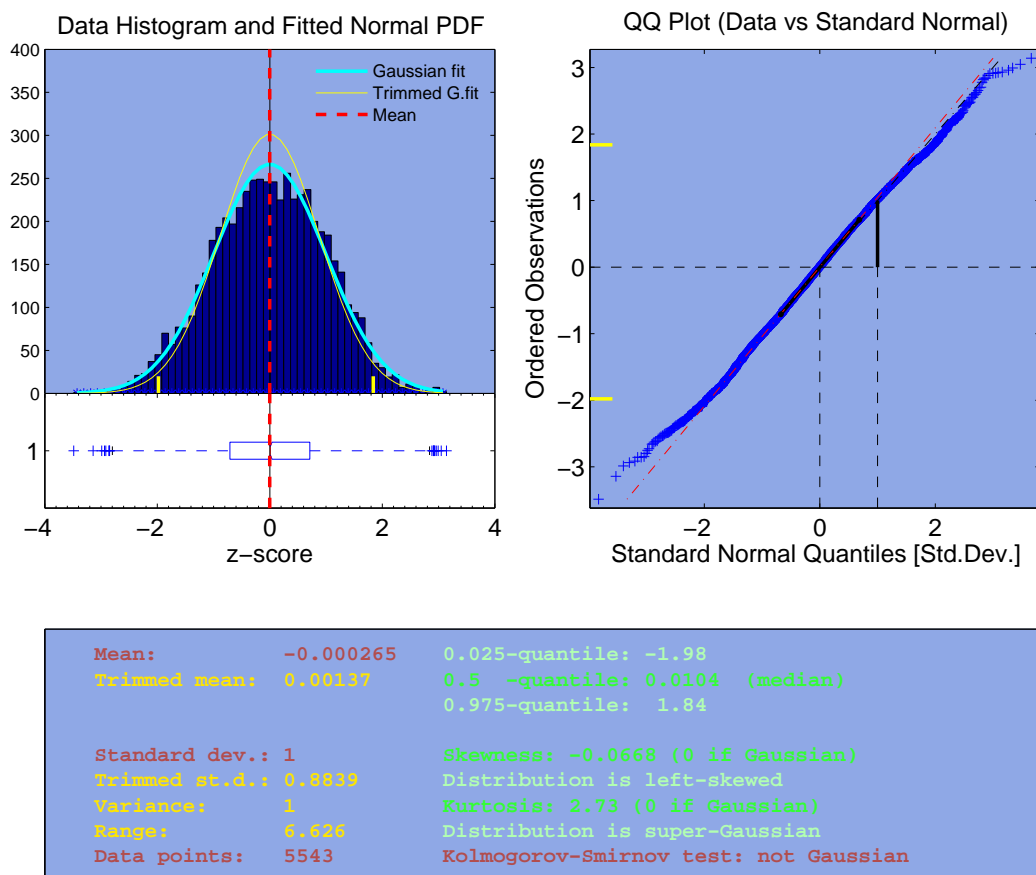 Data Histogram and Fitted Normal PDF
400
350
300
250
200
150
100
50
0
Gaussian fit
Trimmed G.fit
Mean
1
−4 −2 0 2 4
z−score
QQ Plot (Data vs Standard Normal)
Ordered Observations
3
2
1
0
−1
−2
−3
−2 0 2
Standard Normal Quantiles [Std.Dev.]
Mean: -0.000265 0.025-quantile: -1.98
Trimmed mean: 0.00137 0.5 -quantile: 0.0104 (median)
0.975-quantile: 1.84
Standard dev.: 1 Skewness: -0.0668 (0 if Gaussian)
Trimmed st.d.: 0.8839 Distribution is left-skewed
Variance: 1 Kurtosis: 2.73 (0 if Gaussian)
Range: 6.626 Distribution is super-Gaussian
Data points: 5543 Kolmogorov-Smirnov test: not Gaussian